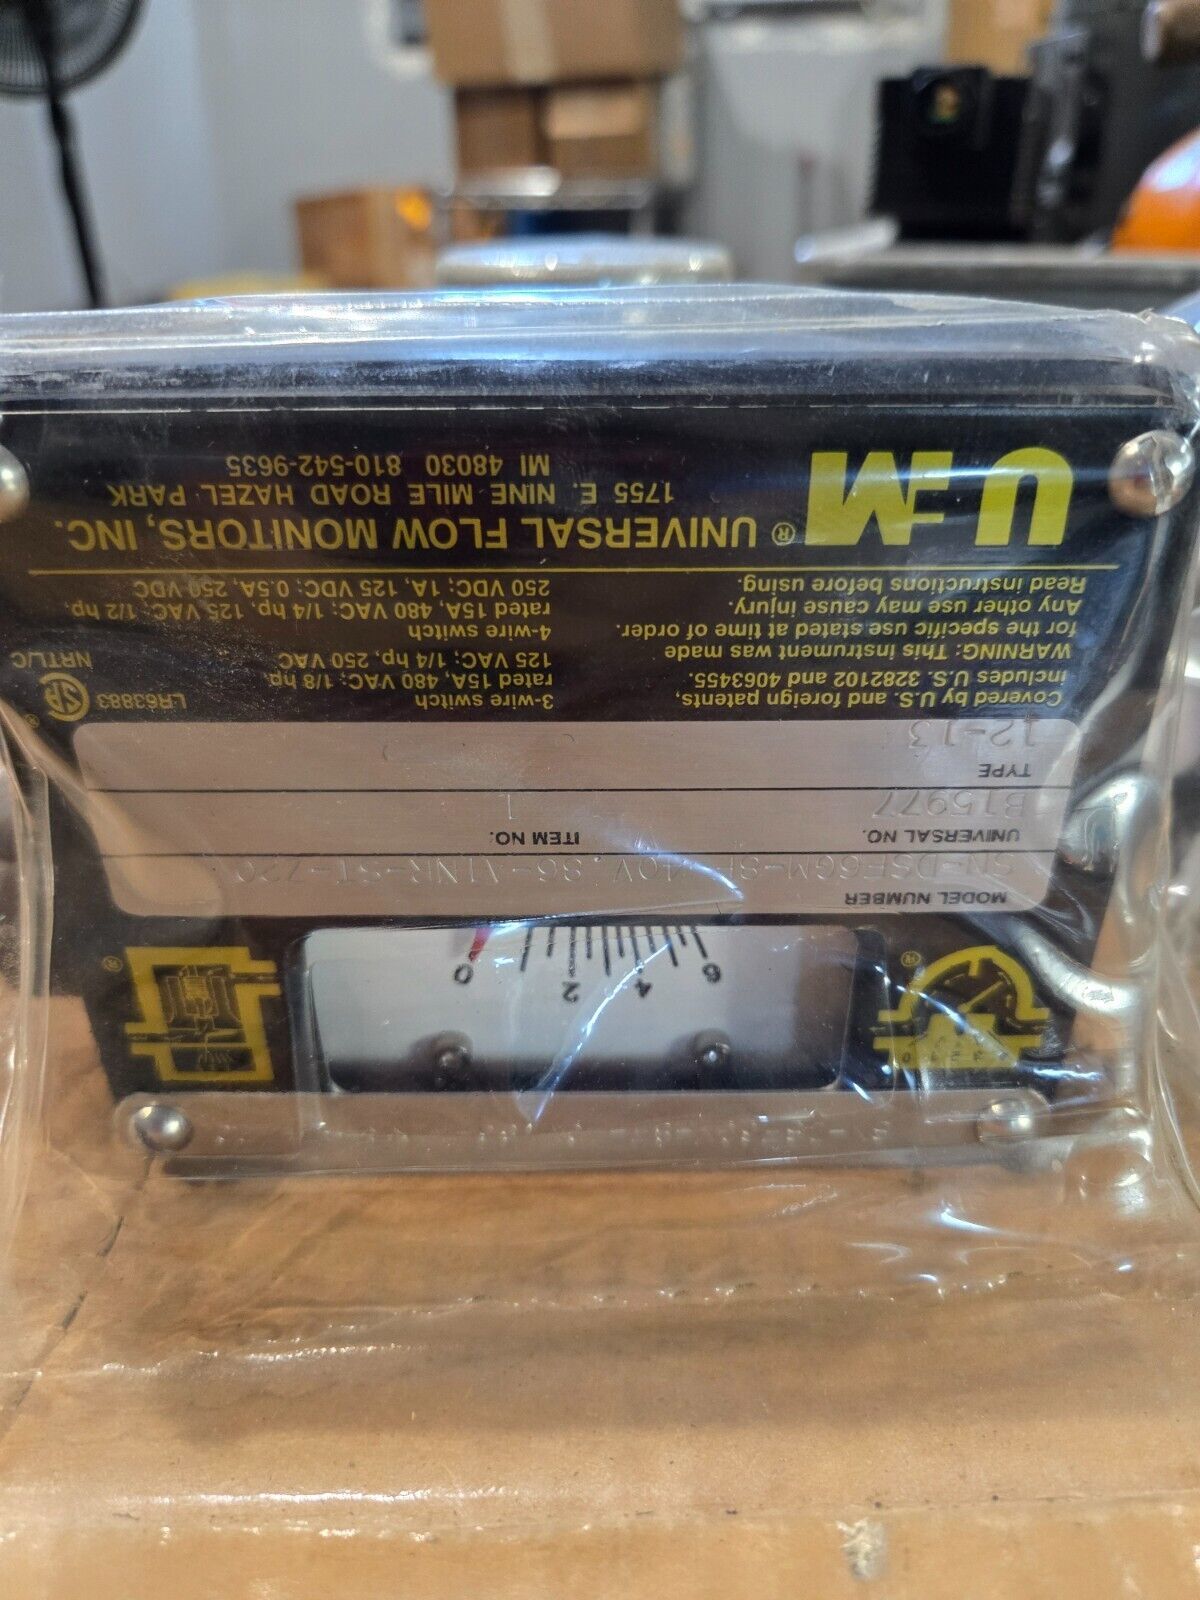 0 2 4 6
MODEL NUMBER
UNIVERSAL NO. ITEM NO.
B15977 1
TYPE
12-13
Covered by U.S. and foreign patents,
includes U.S. 3282102 and 4063455.
WARNING: This instrument was made
for the specific use stated at time of order.
Any other use may cause injury.
Read instructions before using.
3-wire switch
rated 15A, 480 VAC; 1/8 hp,
125 VAC; 1/4 hp, 250 VAC
4-wire switch
rated 15A, 480 VAC; 1/4 hp, 125 VAC; 1/2 hp,
250 VDC; 1A, 125 VDC; 0.5A, 250 VDC
LR63883
NRTL/C
U-F-M
UNIVERSAL FLOW MONITORS, INC.
1755 E. NINE MILE ROAD HAZEL PARK
MI 48030 810-542-9635